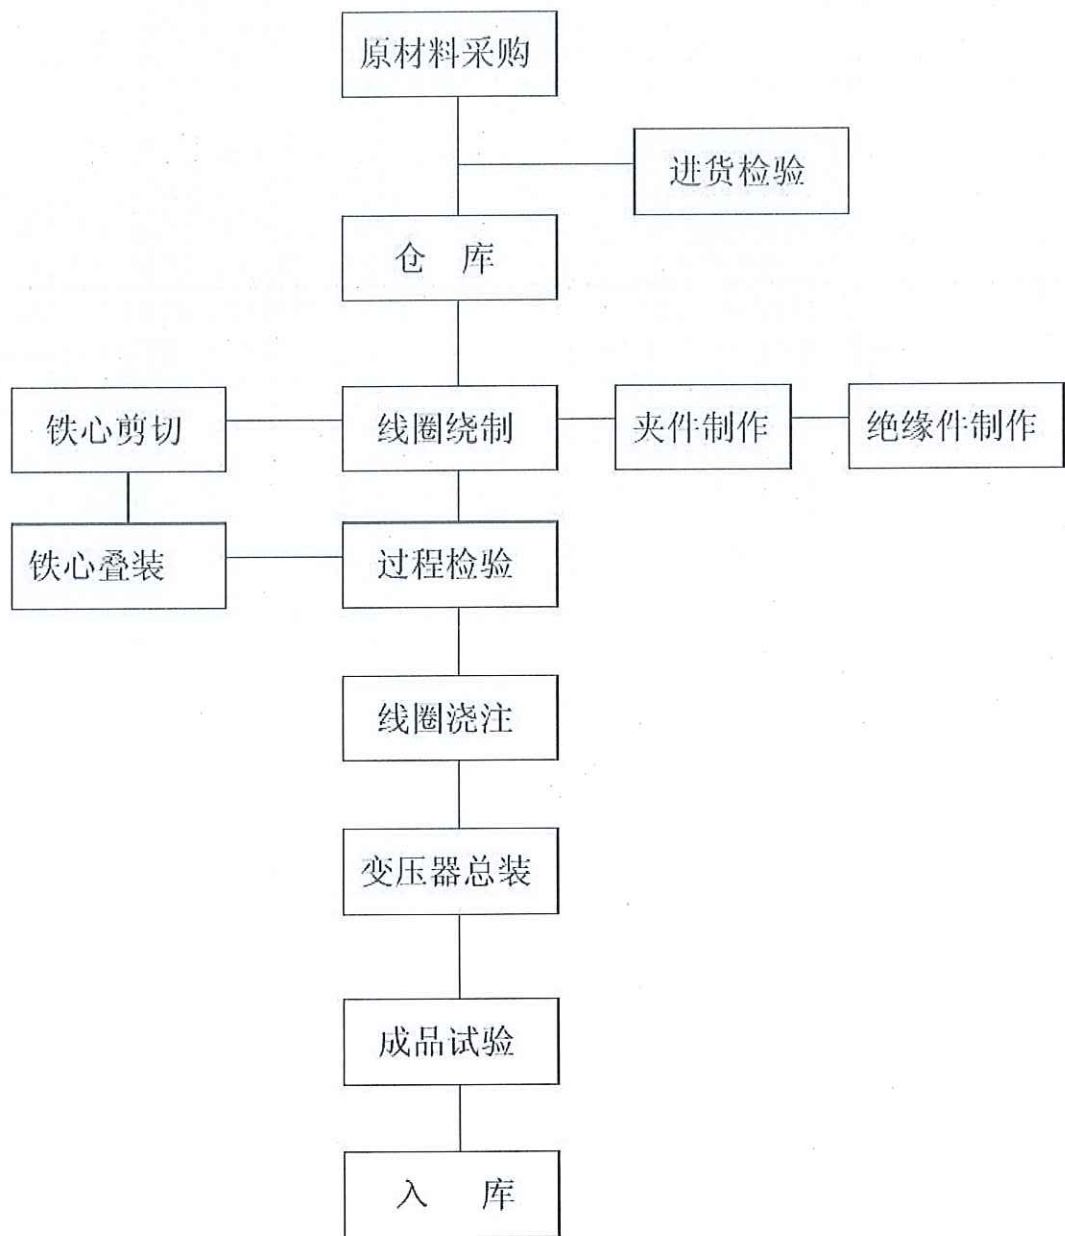 原材料采购
进货检验
仓 库
铁心剪切
线圈绕制
夹件制作
绝缘件制作
铁心叠装
过程检验
线圈浇注
变压器总装
成品试验
入 库